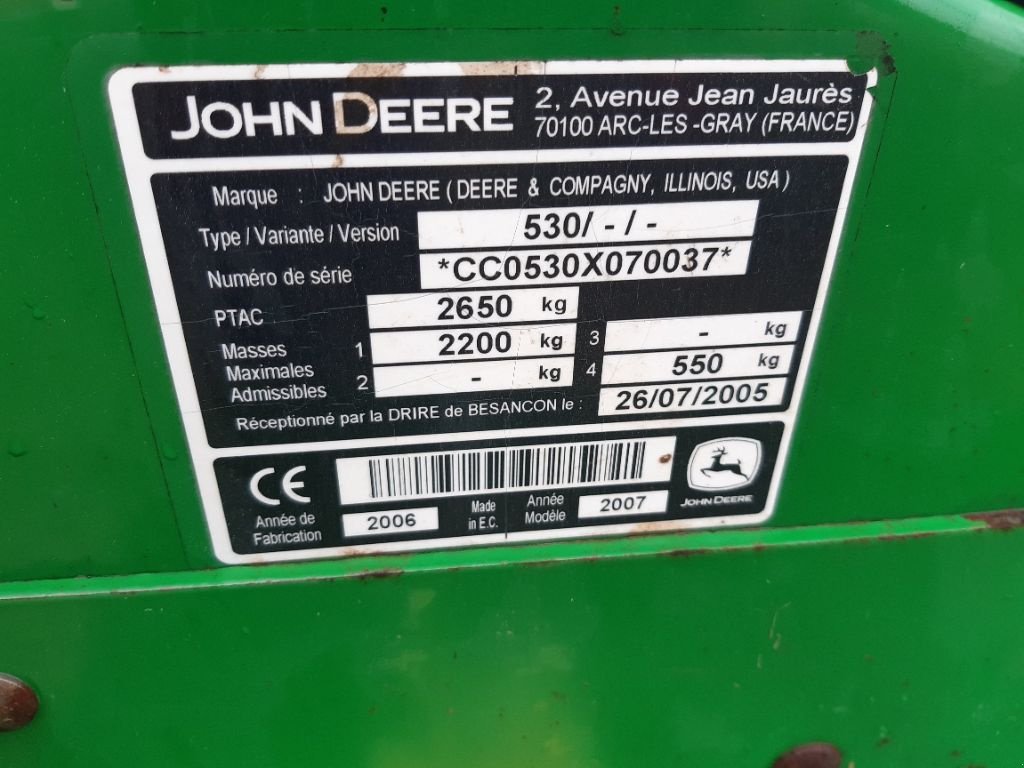 JOHN DEERE
2, Avenue Jean Jaurès
70100 ARC-LES -GRAY (FRANCE)
Marque : JOHN DEERE ( DEERE & COMPAGNY, ILLINOIS, USA )
Type / Variante / Version 530/ - / -
Numéro de série *CC0530X070037*
PTAC 2650 kg
Masses Maximales Admissibles
1 2200 kg 3 - kg
2 - kg 4 550 kg
Réceptionné par la DRIRE de BESANCON le : 26/07/2005
CE
Année de Fabrication 2006
Made in E.C.
Année Modèle 2007
JOHN DEERE